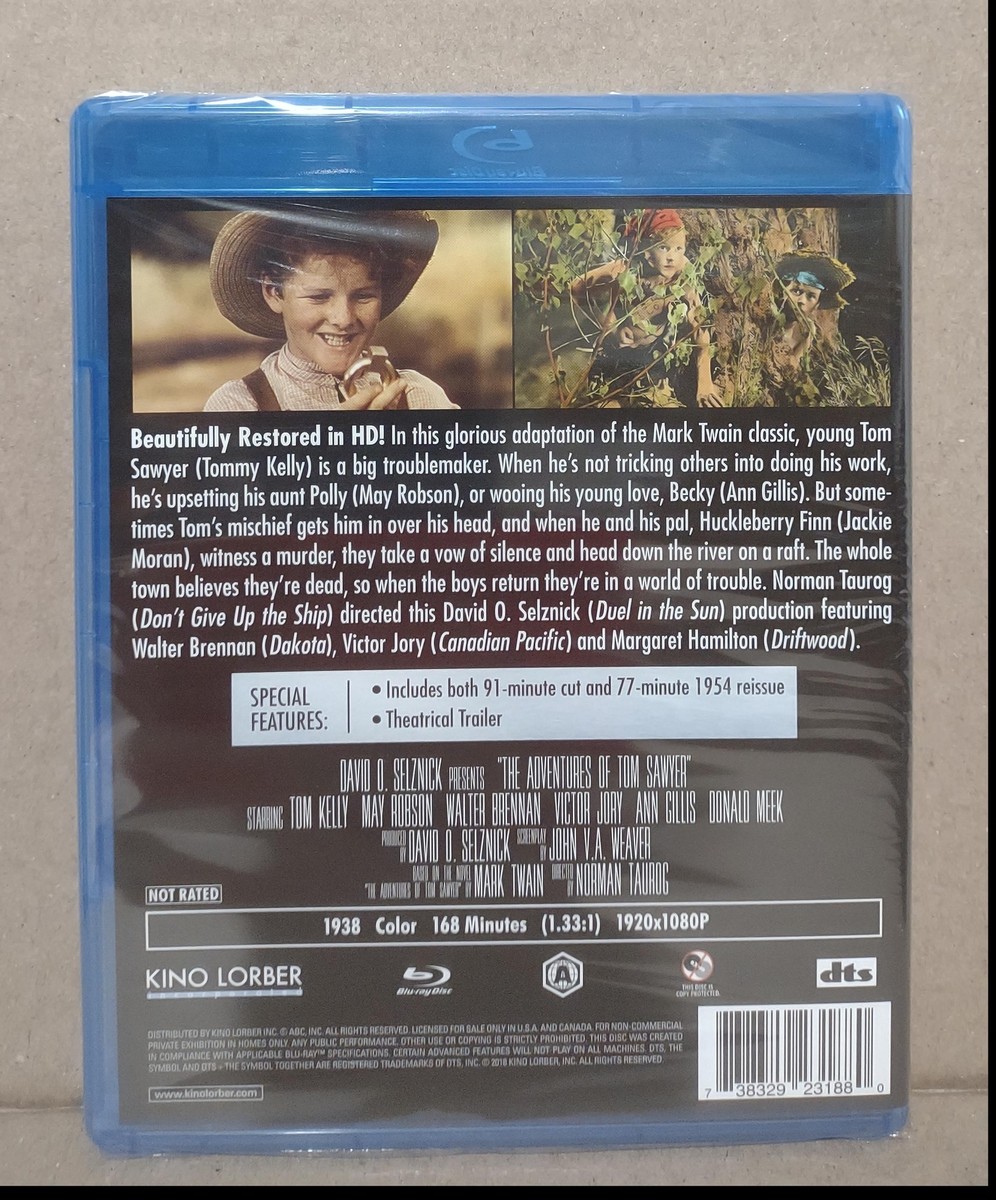 Blu-ray Disc
Beautifully Restored in HD! In this glorious adaptation of the Mark Twain classic, young Tom
Sawyer (Tommy Kelly) is a big troublemaker. When he's not tricking others into doing his work,
he's upsetting his aunt Polly (May Robson), or wooing his young love, Becky (Ann Gillis). But some-
times Tom's mischief gets him in over his head, and when he and his pal, Huckleberry Finn (Jackie
Moran), witness a murder, they take a vow of silence and head down the river on a raft. The whole
town believes they're dead, so when the boys return they're in a world of trouble. Norman Taurog
(Don't Give Up the Ship) directed this David O. Selznick (Duel in the Sun) production featuring
Walter Brennan (Dakota), Victor Jory (Canadian Pacific) and Margaret Hamilton (Driftwood).
SPECIAL
FEATURES:
• Includes both 91-minute cut and 77-minute 1954 reissue
• Theatrical Trailer
DAVID O. SELZNICK PRESENTS "THE ADVENTURES OF TOM SAWYER"
STARRING TOM KELLY MAY ROBSON WALTER BRENNAN VICTOR JORY ANN GILLIS DONALD MEEK
PRODUCED BY DAVID O. SELZNICK SCREENPLAY BY JOHN V.A. WEAVER
BASED ON THE NOVEL "THE ADVENTURES OF TOM SAWYER" BY MARK TWAIN DIRECTED BY NORMAN TAUROG
NOT RATED
1938 Color 168 Minutes (1.33:1) 1920x1080P
KINO LORBER
incorporated
Blu-ray Disc
A
THIS DISC IS
COPY PROTECTED.
dts
DISTRIBUTED BY KINO LORBER INC. © ABC, INC. ALL RIGHTS RESERVED. LICENSED FOR SALE ONLY IN U.S.A. AND CANADA. FOR NON-COMMERCIAL
PRIVATE EXHIBITION IN HOMES ONLY. ANY PUBLIC PERFORMANCE, OTHER USE OR COPYING IS STRICTLY PROHIBITED. THIS DISC WAS CREATED
IN COMPLIANCE WITH APPLICABLE BLU-RAY™ SPECIFICATIONS. CERTAIN ADVANCED FEATURES WILL NOT PLAY ON ALL MACHINES. DTS, THE
SYMBOL AND DTS + THE SYMBOL TOGETHER ARE REGISTERED TRADEMARKS OF DTS, INC. © 2018 KINO LORBER, INC. ALL RIGHTS RESERVED.
www.kinolorber.com
7 38329 23188 0